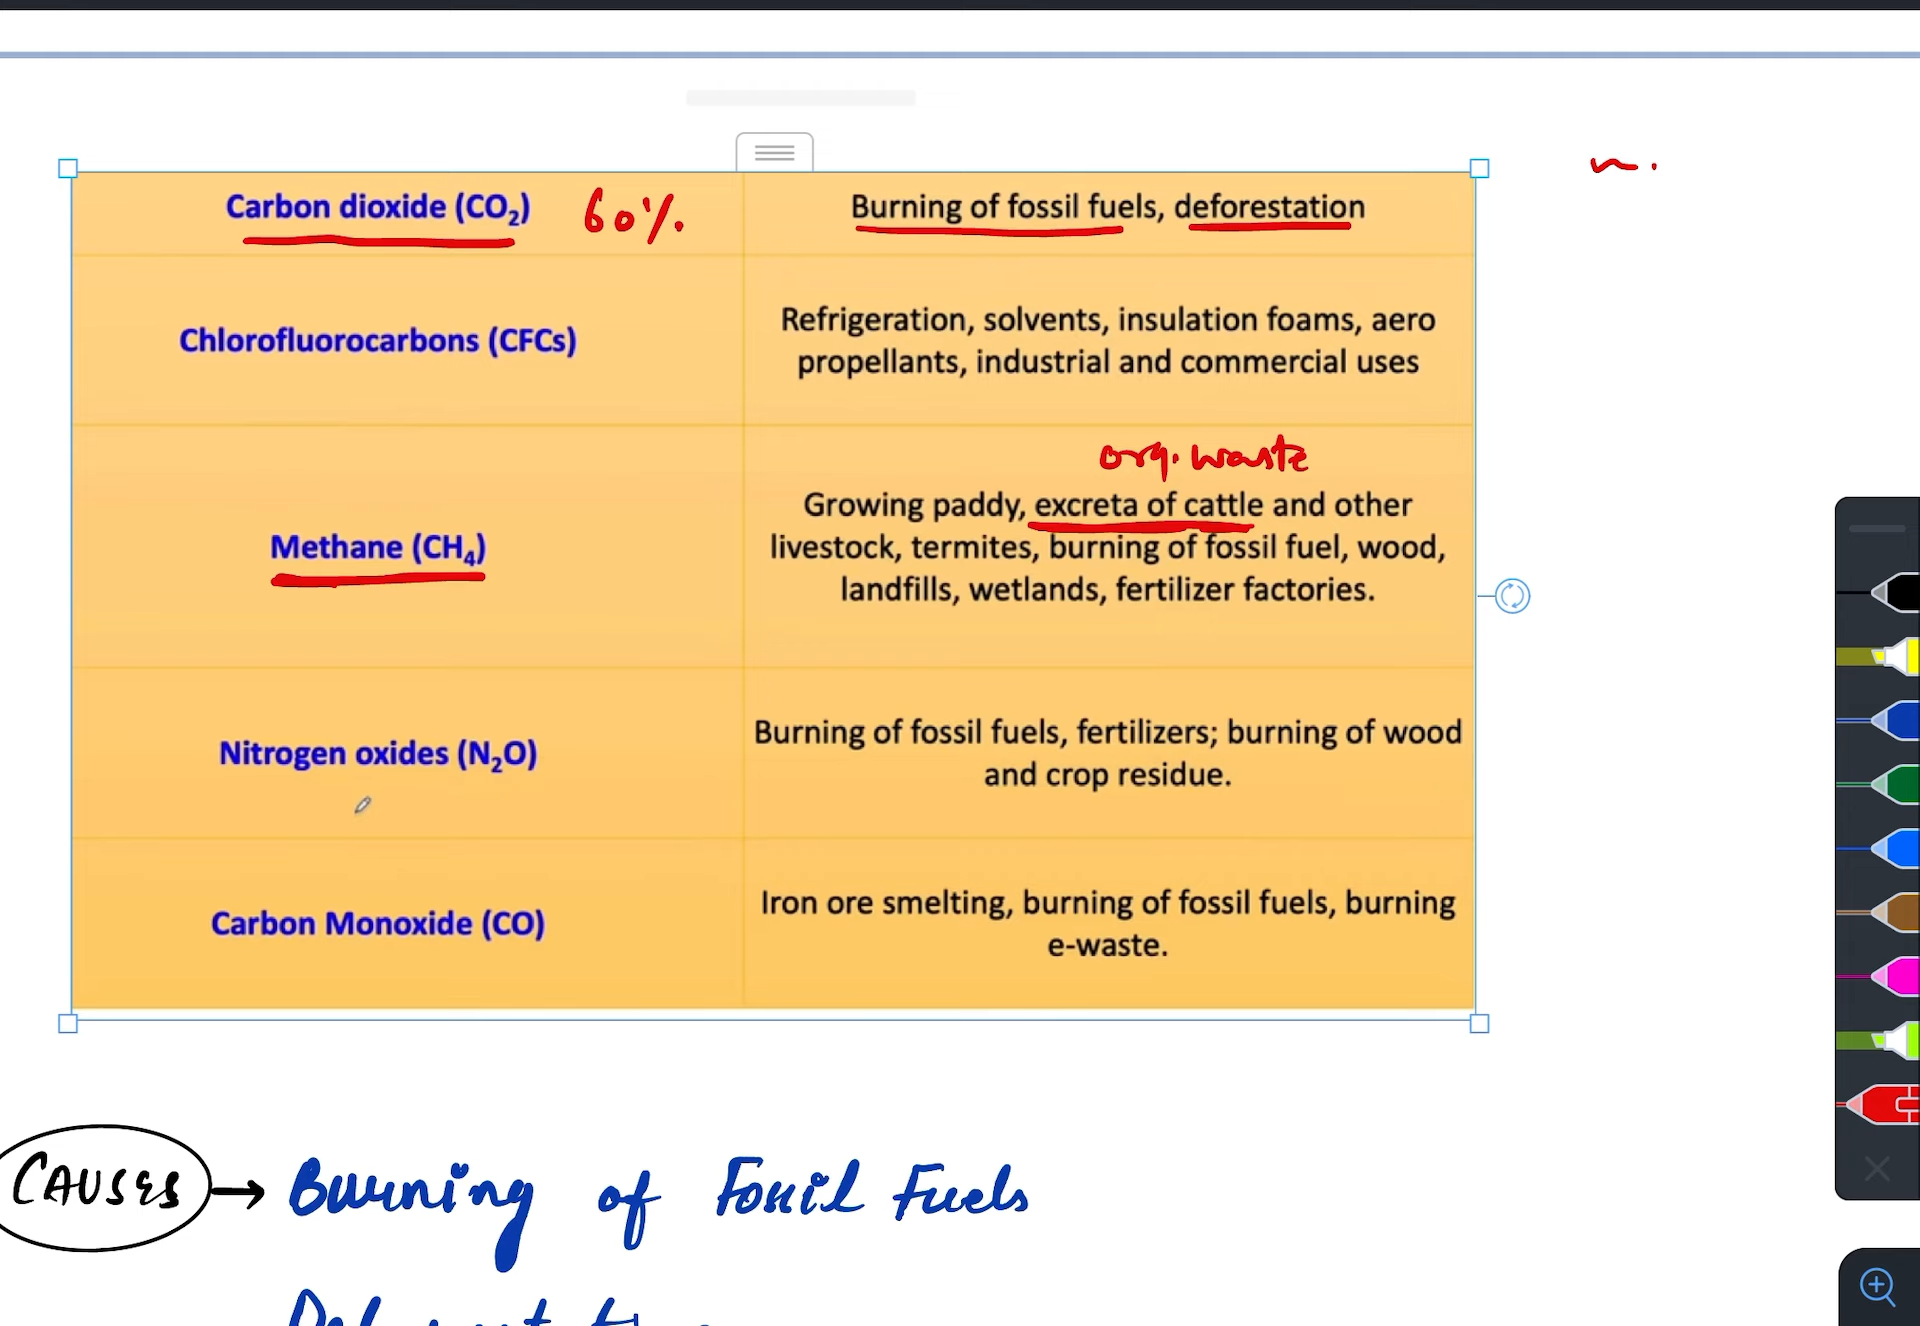 Carbon dioxide (CO₂) 60%
Burning of fossil fuels, deforestation
Chlorofluorocarbons (CFCs)
Refrigeration, solvents, insulation foams, aero
propellants, industrial and commercial uses
Methane (CH₄)
org. waste
Growing paddy, excreta of cattle and other
livestock, termites, burning of fossil fuel, wood,
landfills, wetlands, fertilizer factories.
Nitrogen oxides (N₂O)
Burning of fossil fuels, fertilizers; burning of wood
and crop residue.
Carbon Monoxide (CO)
Iron ore smelting, burning of fossil fuels, burning
e-waste.
CAUSES → Burning of Fossil Fuels